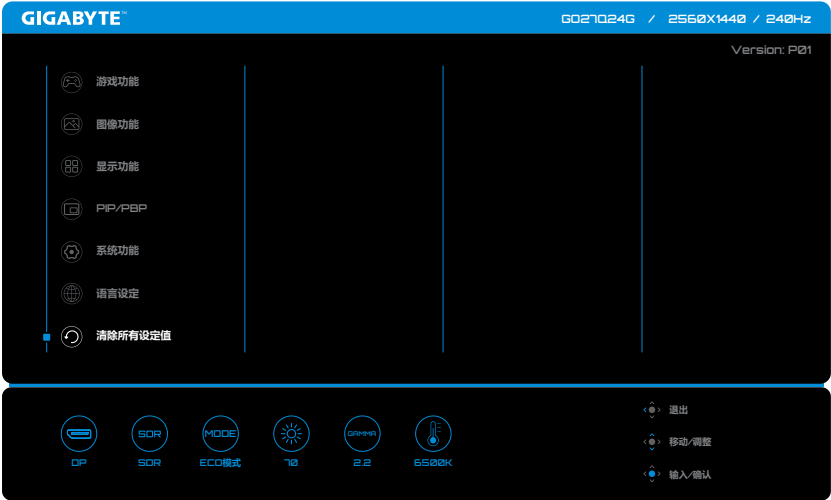 GIGABYTE™ GO27Q24G / 2560X1440 / 240Hz
Version: P01
游戏功能
图像功能
显示功能
PIP/PBP
系统功能
语言设定
清除所有设定值
退出
SDR MODE GAMMA
移动/调整
DP SDR ECO模式 70 2.2 6500K
输入/确认